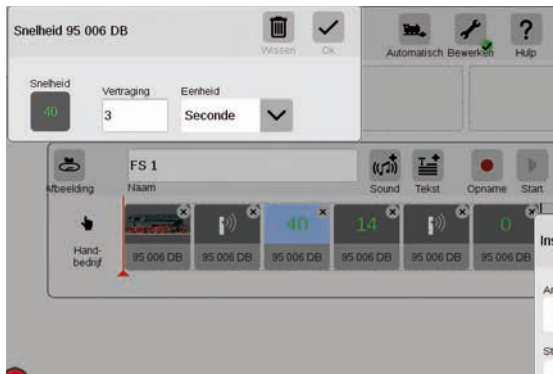 Snelheid 95 006 DB
Wissen
Ok
Automatisch
Bewerken
Hulp
Snelheid
Vertraging
Eenheid
40
3
Seconde
FS 1
Afbeelding
Naam
Sound
Tekst
Opname
Start
40
14
0
Hand-
bedrijf
95 006 DB
95 006 DB
95 006 DB
95 006 DB
95 006 DB
95 006 DB